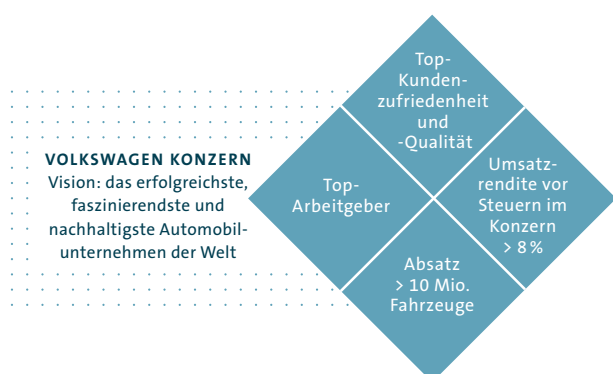 Top-
Kunden-
zufriedenheit
und
-Qualität
VOLKSWAGEN KONZERN
Vision: das erfolgreichste,
faszinierendste und
nachhaltigste Automobil-
unternehmen der Welt
Top-
Arbeitgeber
Umsatz-
rendite vor
Steuern im
Konzern
> 8 %
Absatz
> 10 Mio.
Fahrzeuge